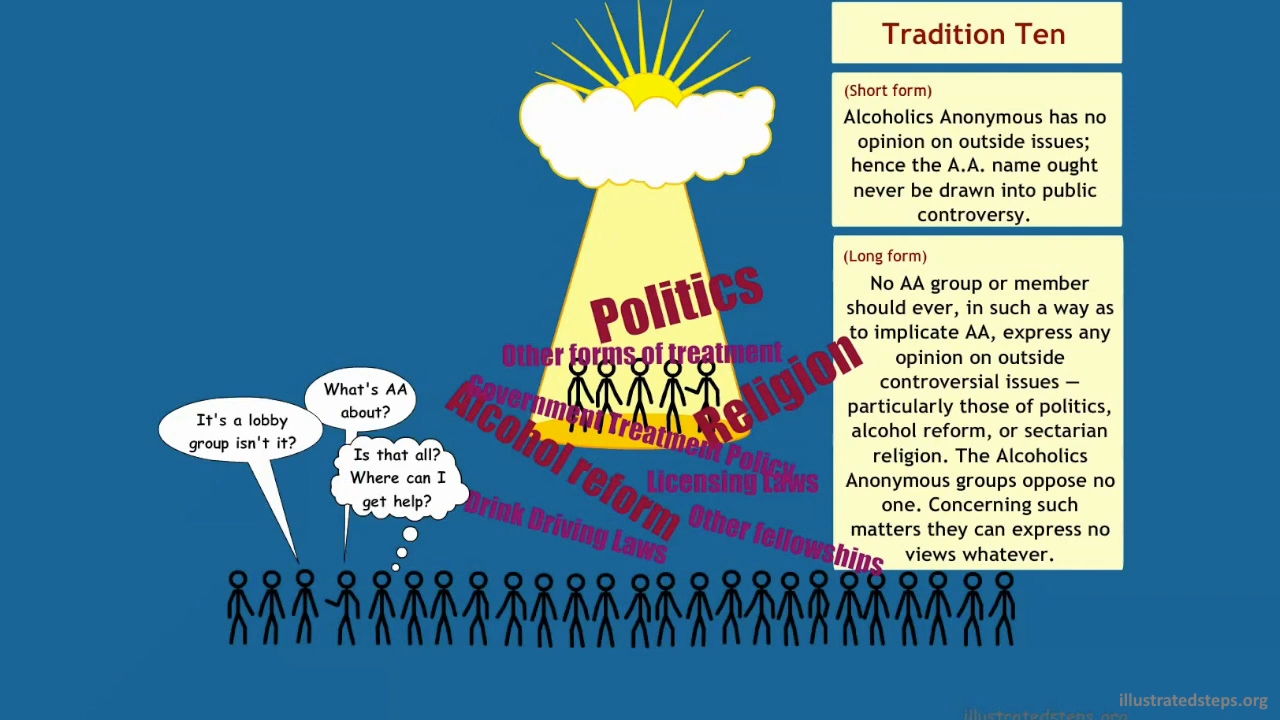 Tradition Ten
(Short form)
Alcoholics Anonymous has no
opinion on outside issues;
hence the A.A. name ought
never be drawn into public
controversy.
(Long form)
No AA group or member
should ever, in such a way as
to implicate AA, express any
opinion on outside
controversial issues —
particularly those of politics,
alcohol reform, or sectarian
religion. The Alcoholics
Anonymous groups oppose no
one. Concerning such
matters they can express no
views whatever.
Politics
Other forms of treatment
Religion
Government Treatment Policy
Alcohol reform
Licensing Laws
Drink Driving Laws
Other fellowships
What's AA
about?
It's a lobby
group isn't it?
Is that all?
Where can I
get help?
illustratedsteps.org
illustratedsteps.org